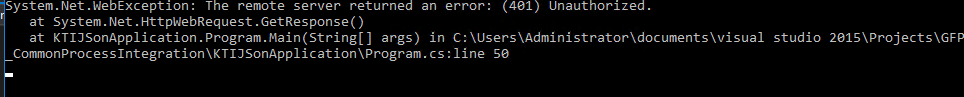 System.Net.WebException: The remote server returned an error: (401) Unauthorized.
   at System.Net.HttpWebRequest.GetResponse()
   at KTIJSonApplication.Program.Main(String[] args) in C:\Users\Administrator\documents\visual studio 2015\Projects\GFP
_CommonProcessIntegration\KTIJSonApplication\Program.cs:line 50